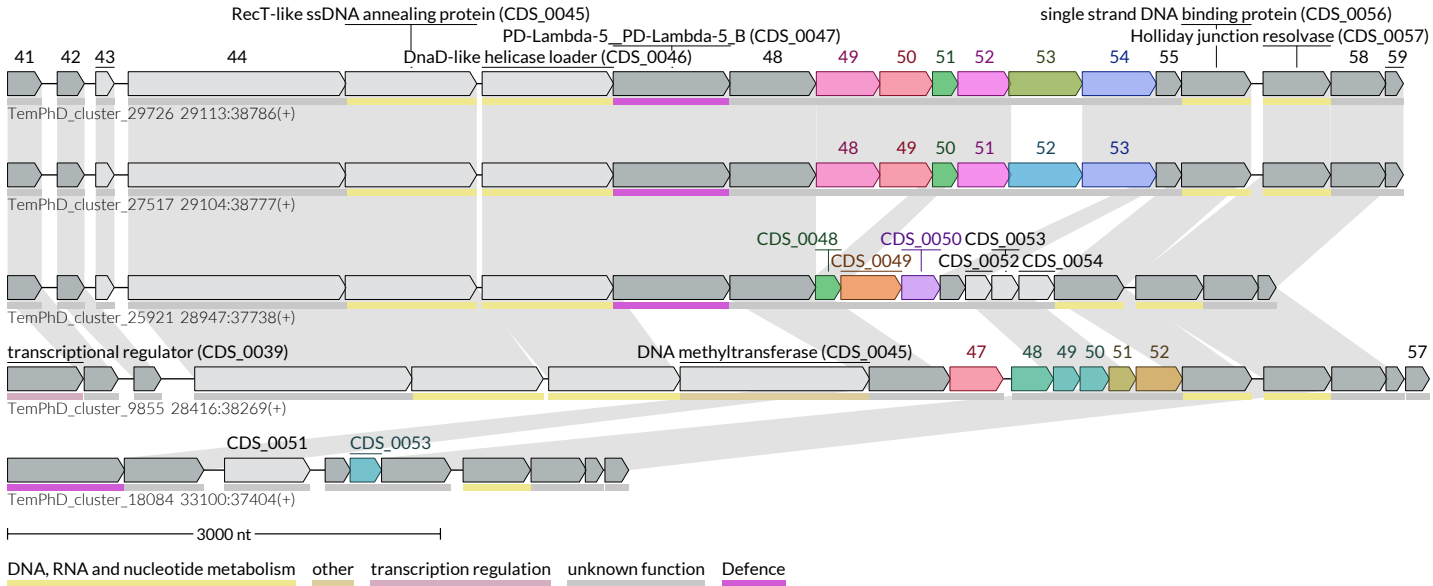 RecT-like ssDNA annealing protein (CDS_0045) single strand DNA binding protein (CDS_0056)
PD-Lambda-5__PD-Lambda-5_B (CDS_0047) Holliday junction resolvase (CDS_0057)
41 42 43 44 DnaD-like helicase loader (CDS_0046) 48 49 50 51 52 53 54 55 58 59
TemPhD_cluster_29726 29113:38786(+)
48 49 50 51 52 53
TemPhD_cluster_27517 29104:38777(+)
CDS_0048 CDS_0050 CDS_0053
CDS_0049 CDS_0052 CDS_0054
TemPhD_cluster_25921 28947:37738(+)
transcriptional regulator (CDS_0039) DNA methyltransferase (CDS_0045) 47 48 49 50 51 52 57
TemPhD_cluster_9855 28416:38269(+)
CDS_0051 CDS_0053
TemPhD_cluster_18084 33100:37404(+)
3000 nt
DNA, RNA and nucleotide metabolism other transcription regulation unknown function Defence